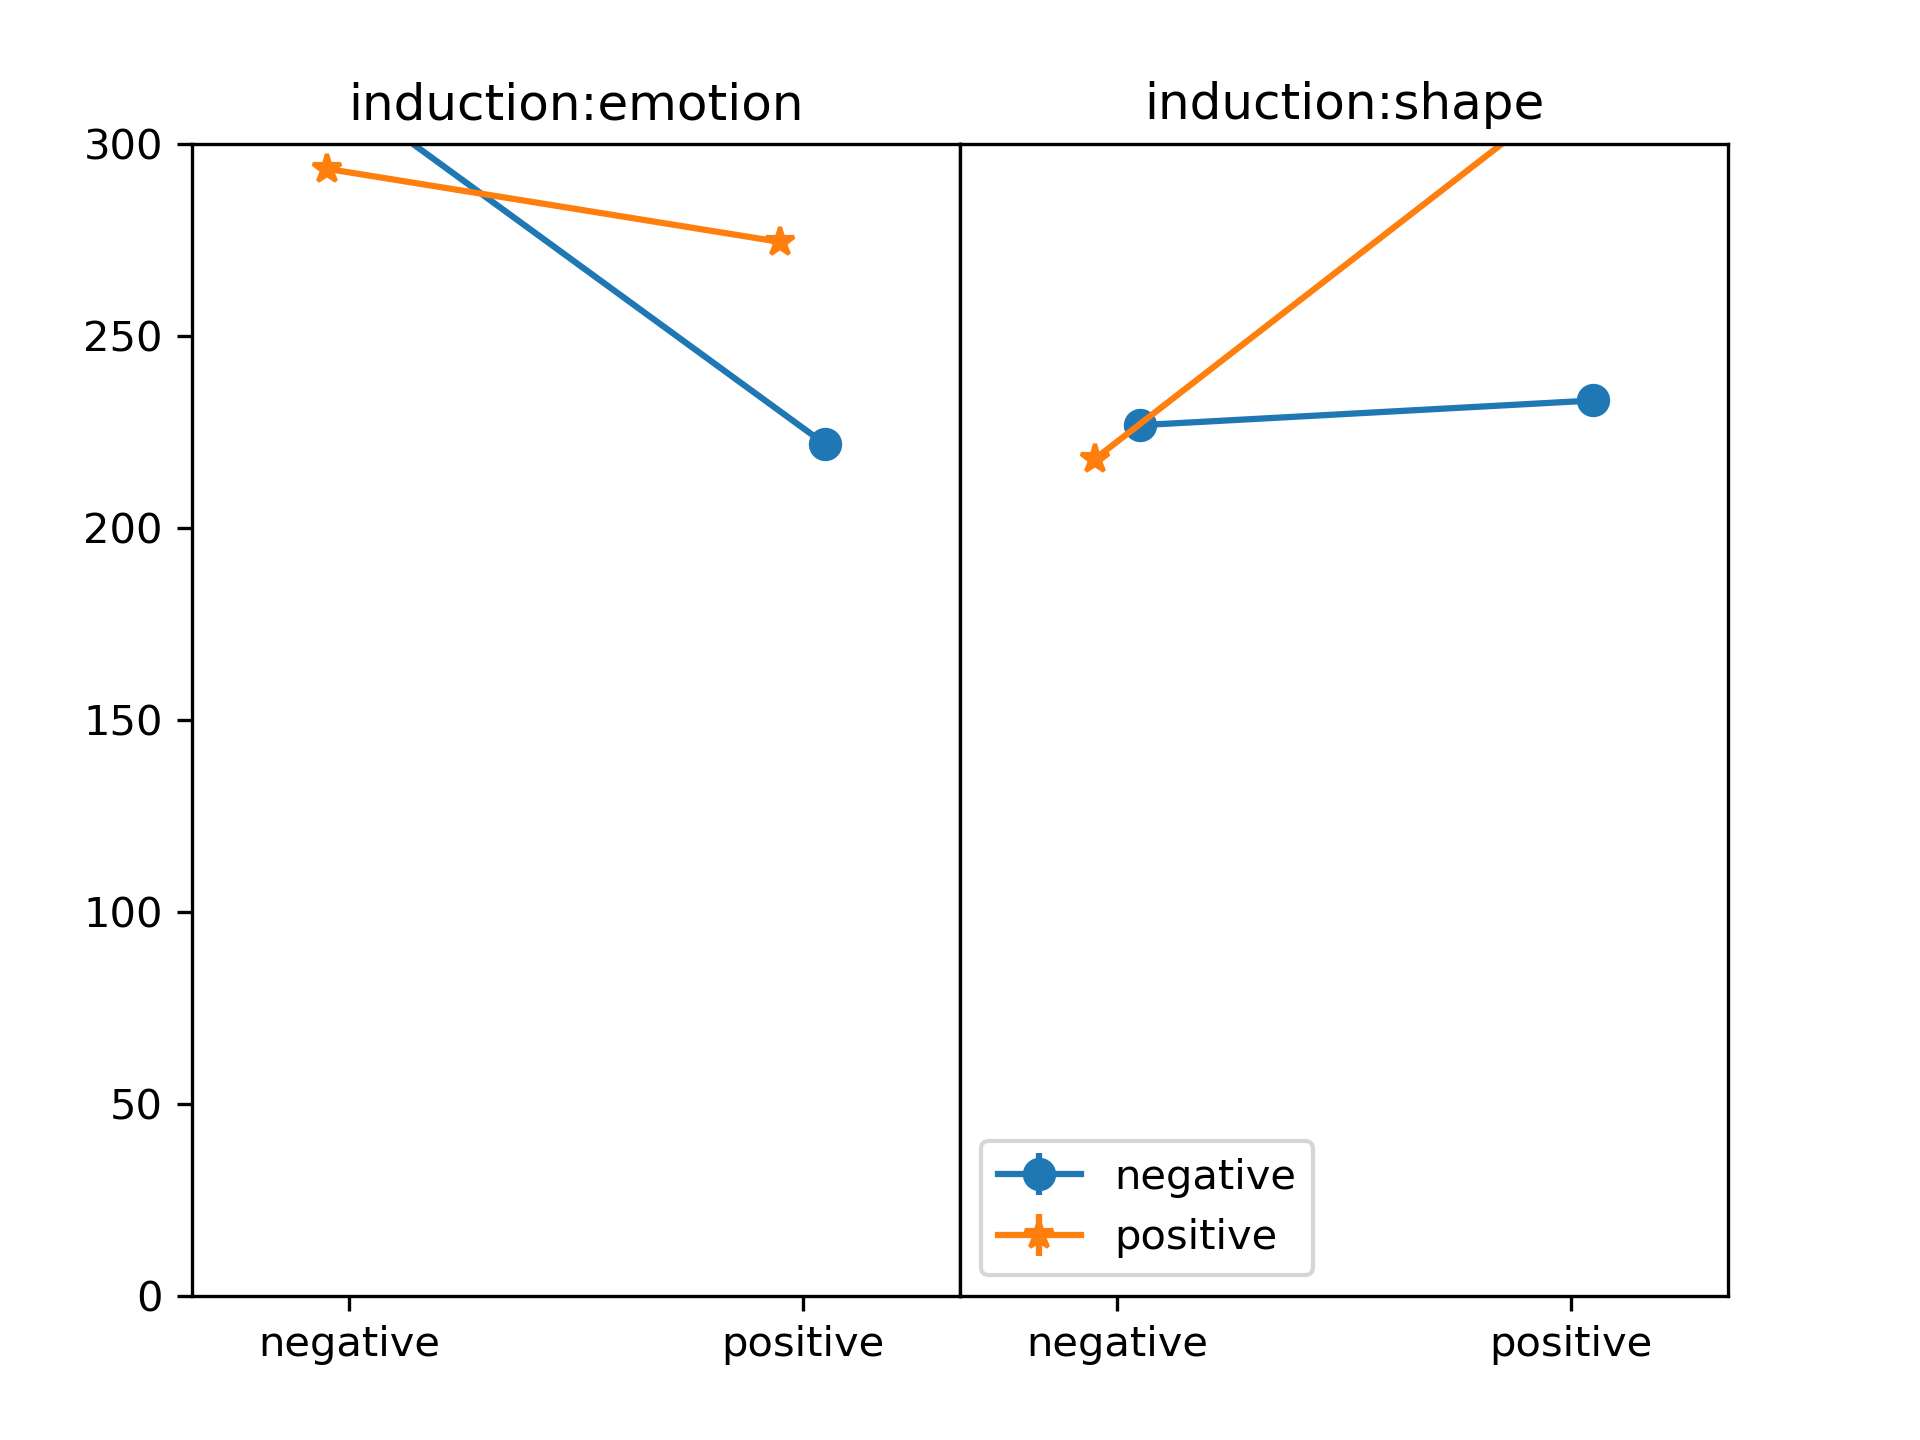 induction:emotion
induction:shape
300
250
200
150
100
50
0
negative
positive
negative
positive
negative
positive